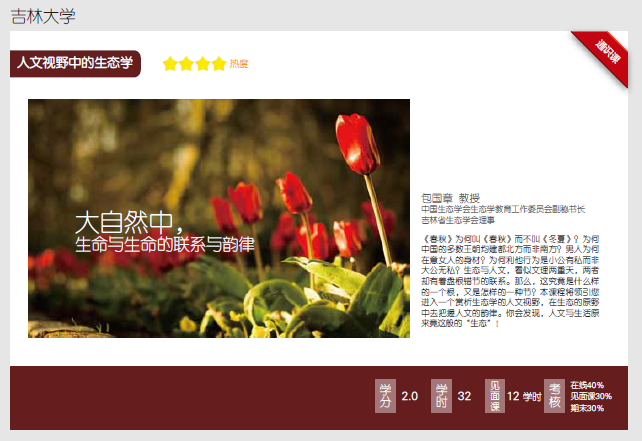 吉林大学
通识课
人文视野中的生态学
热度
大自然中，
生命与生命的联系与韵律
包国章 教授
中国生态学会生态学教育工作委员会副秘书长
吉林省生态学会理事
《春秋》为何叫《春秋》而不叫《冬夏》？为何
中国的多数王朝均建都北方而非南方？男人为何
在意女人的身材？为何利他行为是小公有私而非
大公无私？生态与人文，看似文理两重天，两者
却有着盘根错节的联系。那么，这究竟是什么样
的一个根，又是怎样的一种节？本课程将领引您
进入一个赏析生态学的人文视野，在生态的原野
中去把握人文的韵律。你会发现，人文与生活原
来竟这般的“生态”！
学分 2.0 学时 32 见面课 12 学时 考核
在线40%
见面课30%
期末30%